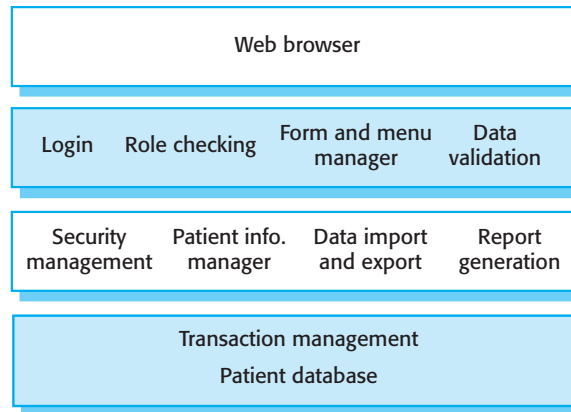 Web browser
Login
Role checking
Form and menu
manager
Data
validation
Security
management
Patient info.
manager
Data import
and export
Report
generation
Transaction management
Patient database